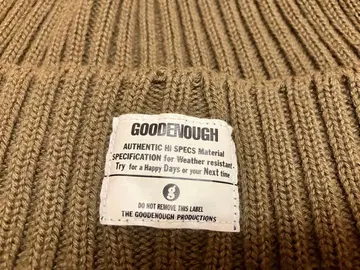 GOODENOUGH
AUTHENTIC Hi SPECS Material
SPECIFICATION for Weather resistant.
Try for a Happy Days or your Next time
g
DO NOT REMOVE THIS LABEL
THE GOODENOUGH PRODUCTIONS